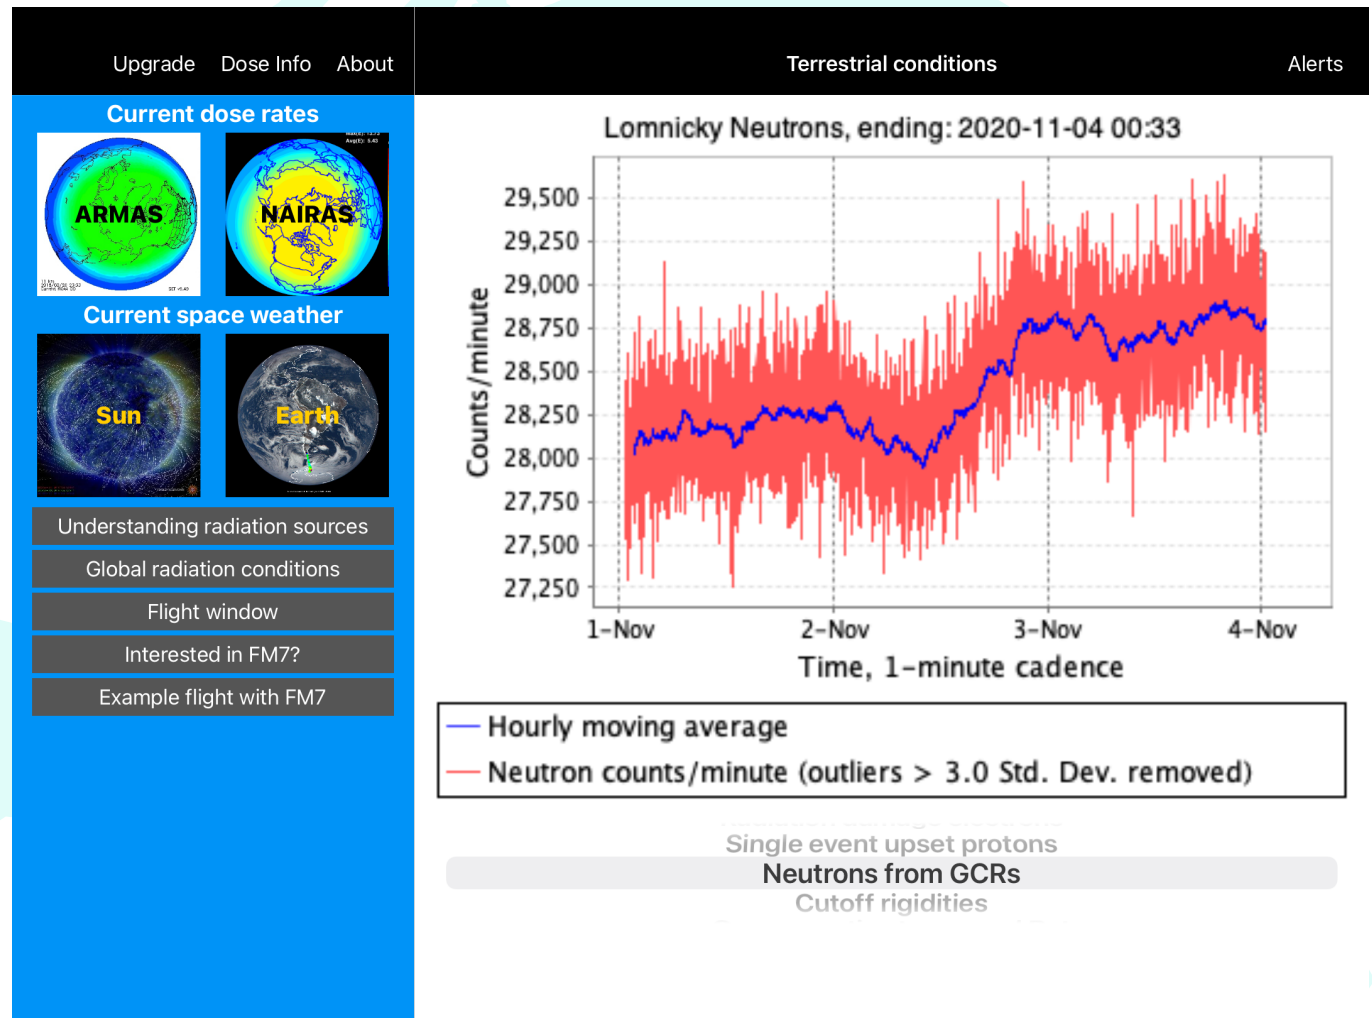 Upgrade Dose Info About
Terrestrial conditions
Alerts
Current dose rates
ARMAS
NAIRAS
Avg(E): 5.43
Current space weather
Sun
Earth
Understanding radiation sources
Global radiation conditions
Flight window
Interested in FM7?
Example flight with FM7
Lomnicky Neutrons, ending: 2020-11-04 00:33
Counts/minute
29,500
29,250
29,000
28,750
28,500
28,250
28,000
27,750
27,500
27,250
1-Nov 2-Nov 3-Nov 4-Nov
Time, 1-minute cadence
Hourly moving average
Neutron counts/minute (outliers > 3.0 Std. Dev. removed)
Single event upset protons
Neutrons from GCRs
Cutoff rigidities